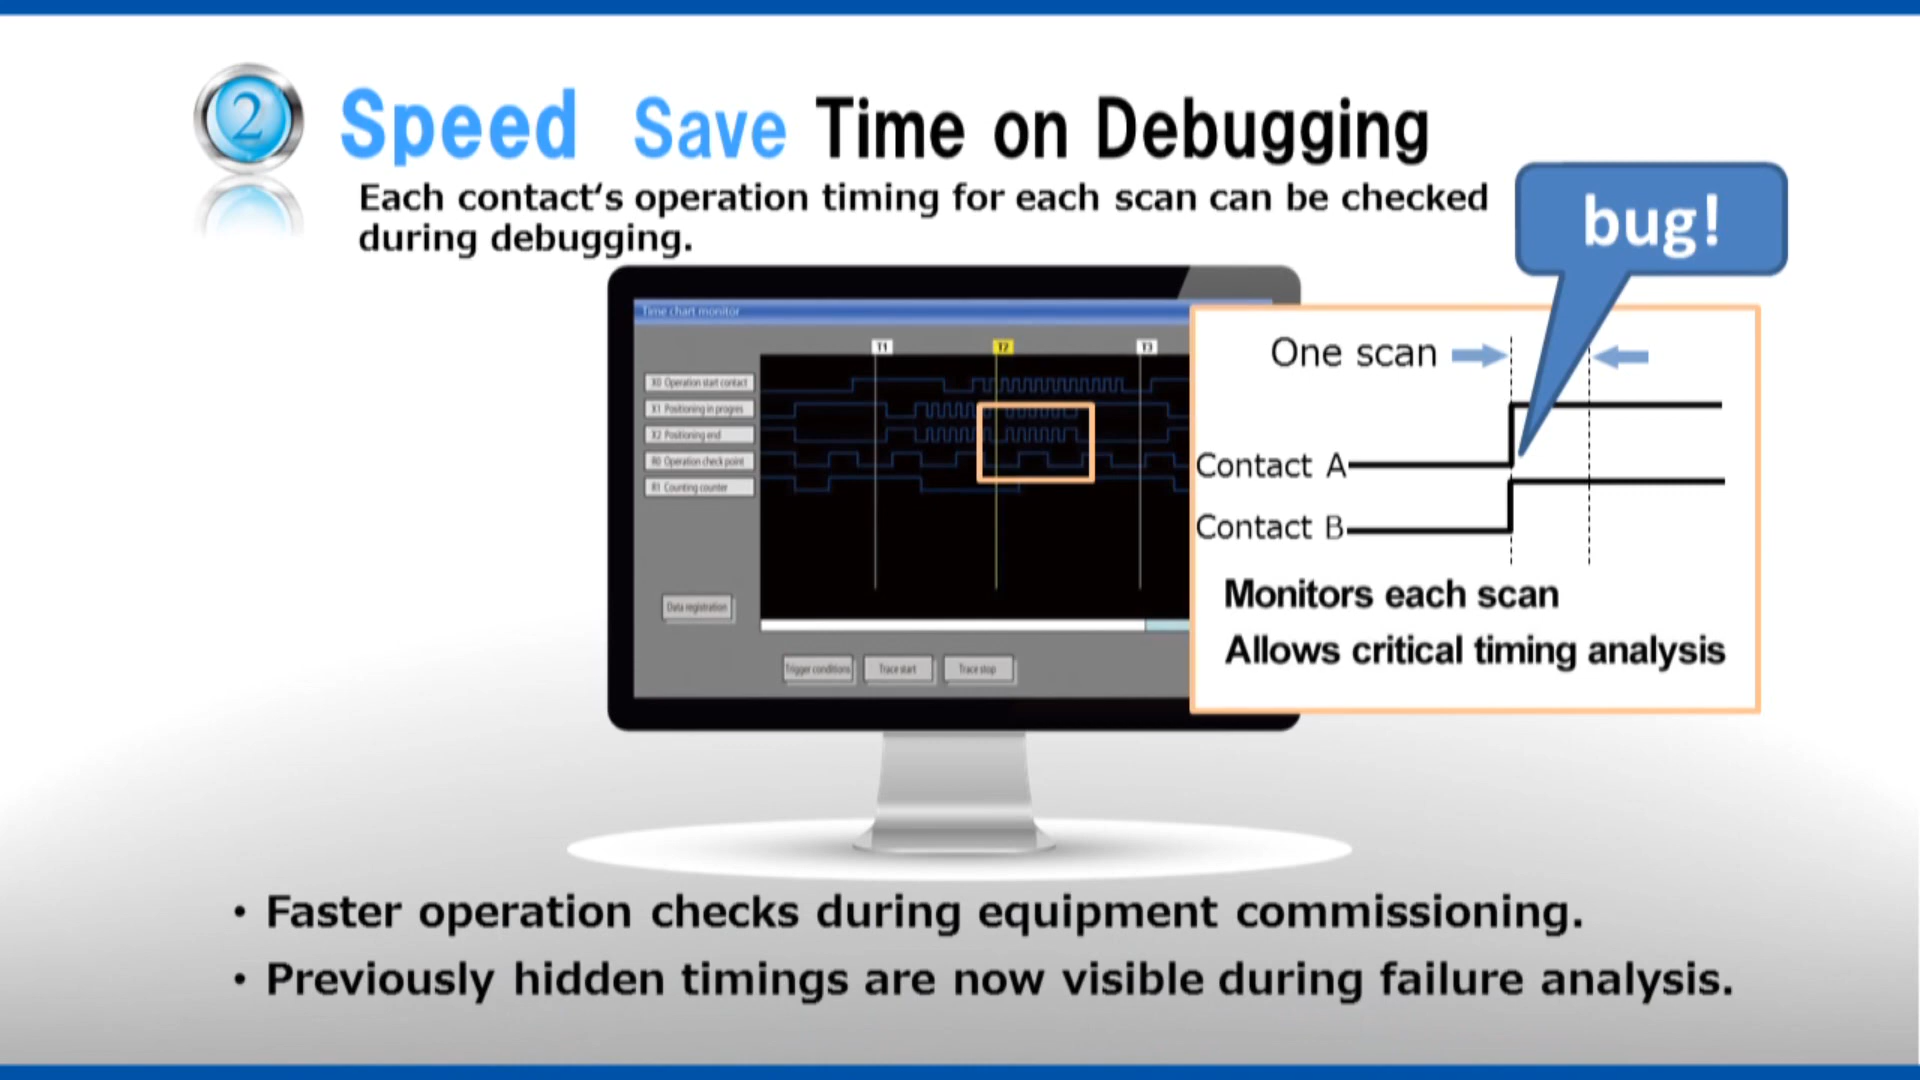 2
Speed Save Time on Debugging
Each contact‘s operation timing for each scan can be checked
during debugging.
bug!
Time chart monitor
T1
T2
T3
X0 Operation start contact
X1 Positioning in progres
X2 Positioning end
R0 Operation check point
R1 Counting counter
Data registration
Trigger conditions
Trace start
Trace stop
One scan
Contact A
Contact B
Monitors each scan
Allows critical timing analysis
・Faster operation checks during equipment commissioning.
・Previously hidden timings are now visible during failure analysis.